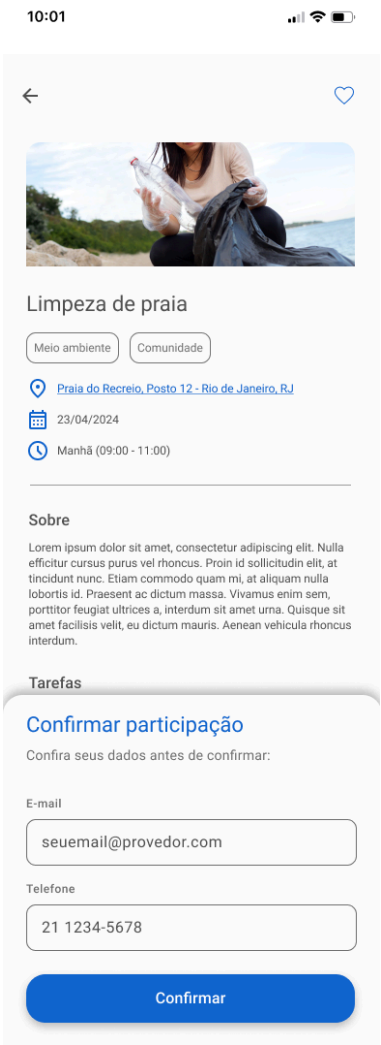 10:01
Limpeza de praia
Meio ambiente
Comunidade
Praia do Recreio, Posto 12 - Rio de Janeiro, RJ
23/04/2024
Manhã (09:00 - 11:00)
Sobre
Lorem ipsum dolor sit amet, consectetur adipiscing elit. Nulla
efficitur cursus purus vel rhoncus. Proin id sollicitudin elit, at
tincidunt nunc. Etiam commodo quam mi, at aliquam nulla
lobortis id. Praesent ac dictum massa. Vivamus enim sem,
porttitor feugiat ultrices a, interdum sit amet urna. Quisque sit
amet facilisis velit, eu dictum mauris. Aenean vehicula rhoncus
interdum.
Tarefas
Confirmar participação
Confira seus dados antes de confirmar:
E-mail
seuemail@provedor.com
Telefone
21 1234-5678
Confirmar